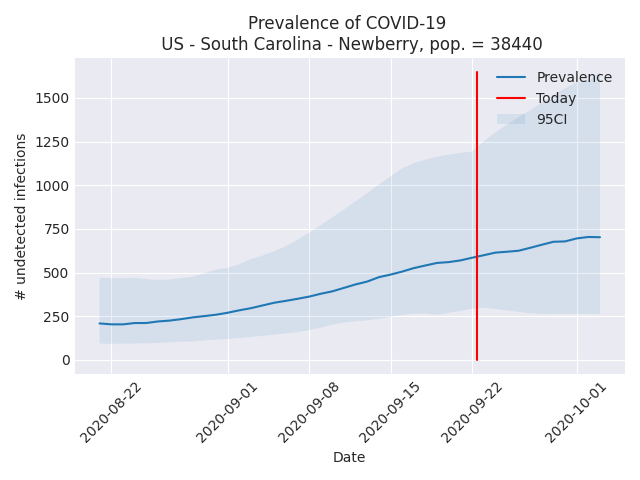 Prevalence of COVID-19
US - South Carolina - Newberry, pop. = 38440
Prevalence
Today
95CI
1500
1250
1000
750
500
250
0
# undetected infections
2020-08-22
2020-09-01
2020-09-08
2020-09-15
2020-09-22
2020-10-01
Date